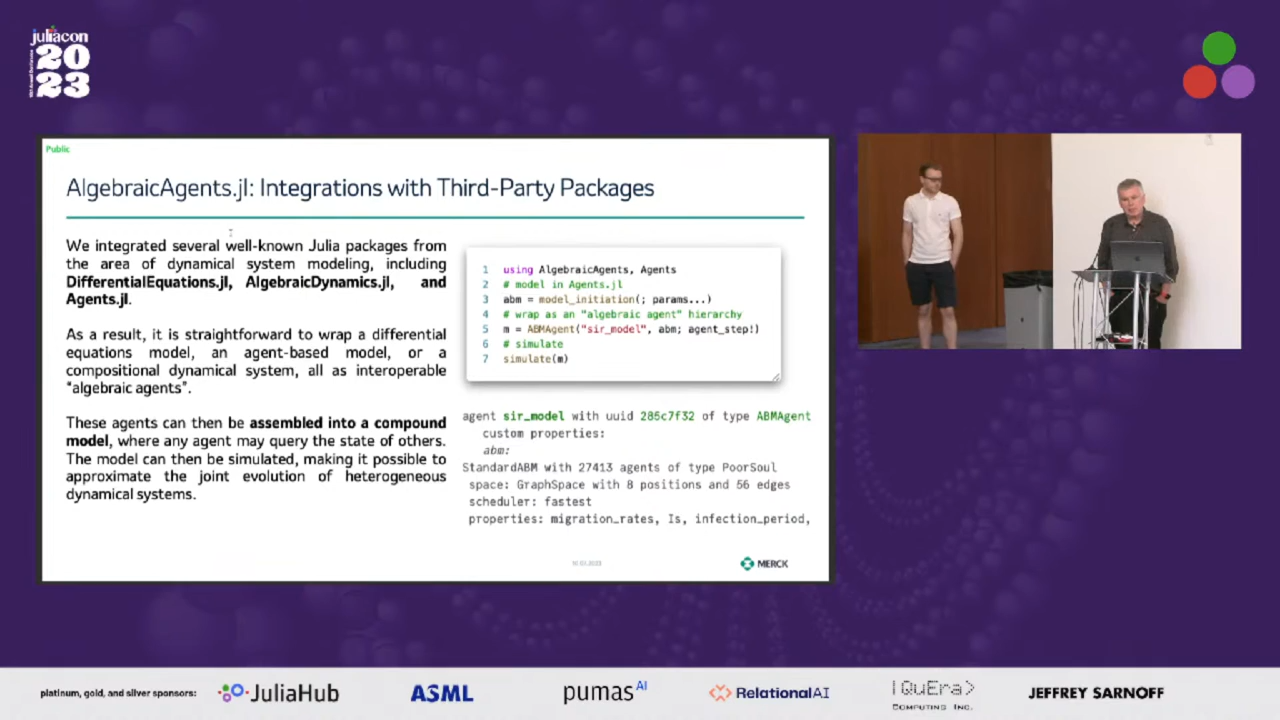 juliacon
20
23
Public
AlgebraicAgents.jl: Integrations with Third-Party Packages
We integrated several well-known Julia packages from
the area of dynamical system modeling, including
DifferentialEquations.jl, AlgebraicDynamics.jl, and
Agents.jl.
As a result, it is straightforward to wrap a differential
equations model, an agent-based model, or a
compositional dynamical system, all as interoperable
“algebraic agents”.
These agents can then be assembled into a compound
model, where any agent may query the state of others.
The model can then be simulated, making it possible to
approximate the joint evolution of heterogeneous
dynamical systems.
1 using AlgebraicAgents, Agents
2 # model in Agents.jl
3 abm = model_initiation(; params...)
4 # wrap as an "algebraic agent" hierarchy
5 m = ABMAgent("sir_model", abm; agent_step!)
6 # simulate
7 simulate(m)
agent sir_model with uuid 285c7f32 of type ABMAgent
custom properties:
abm:
StandardABM with 27413 agents of type PoorSoul
space: GraphSpace with 8 positions and 56 edges
scheduler: fastest
properties: migration_rates, Is, infection_period,
MERCK
platinum, gold, and silver sponsors:
JuliaHub
ASML
pumas AI
RelationalAI
|QuEra>
COMPUTING INC.
JEFFREY SARNOFF